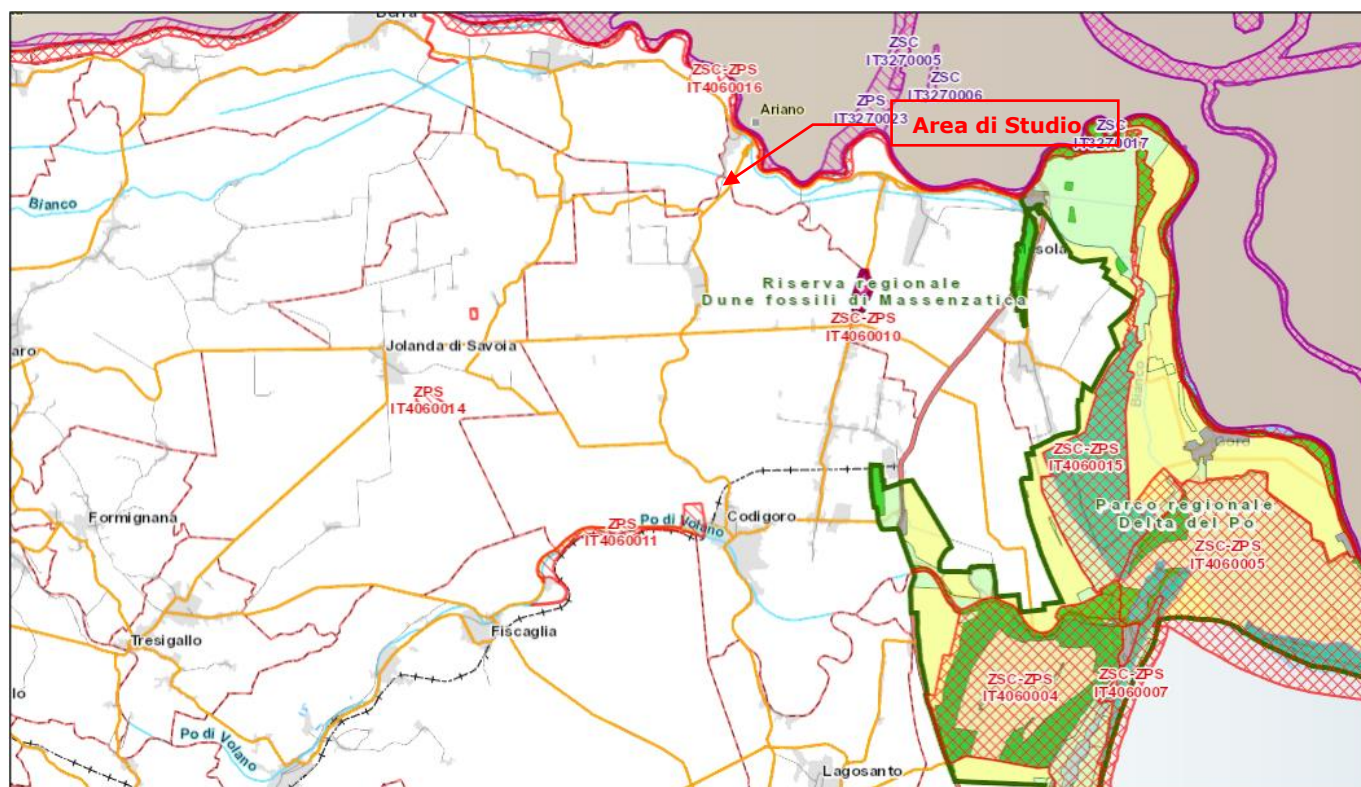 Berra
ZSC
IT3270005
ZSC-ZPS
IT4060016
ZSC
IT3270006
Ariano
ZPS
IT3270023
Area di Studio
ZSC
IT3270017
Bianco
Riserva regionale
Dune fossili di Massenzatica
ZSC-ZPS
IT4060010
Jolanda di Savoia
aro
ZPS
IT4060014
Bianco
Goro
ZSC-ZPS
IT4060015
Parco regionale
Delta del Po
ZSC-ZPS
IT4060005
Formignana
Po di Volano
Codigoro
ZPS
IT4060011
Tresigallo
Fiscaglia
ZSC-ZPS
IT4060004
ZSC-ZPS
IT4060007
lo
Po di Volano
Lagosanto